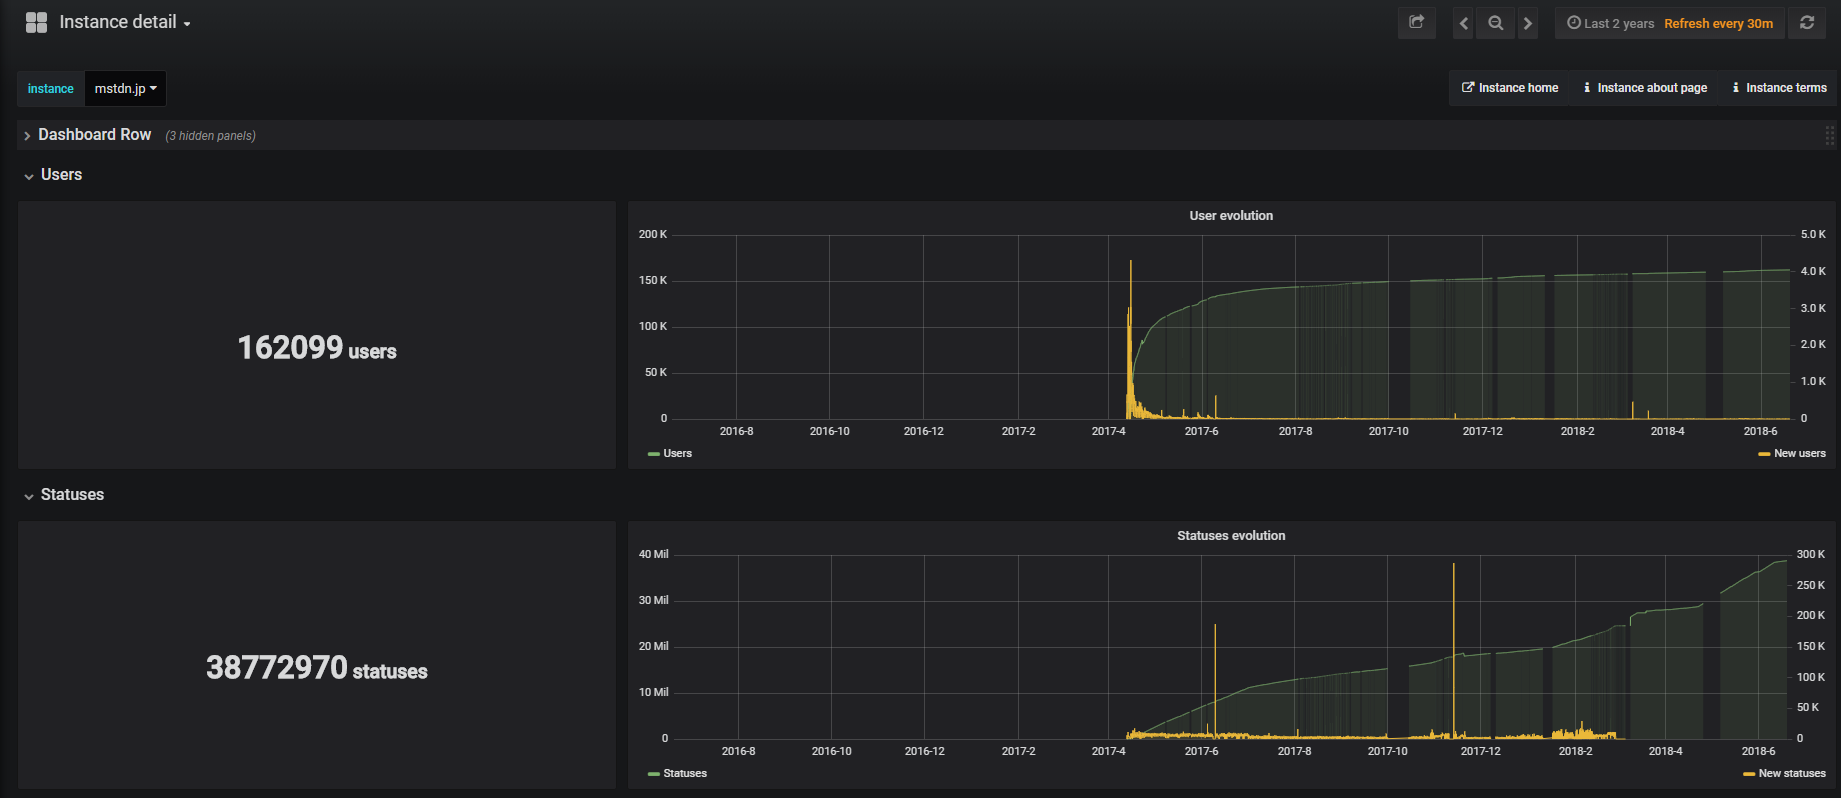 Instance detail
Last 2 years Refresh every 30m
instance mstdn.jp
Instance home Instance about page Instance terms
Dashboard Row (3 hidden panels)
Users
162099 users
User evolution
200 K
150 K
100 K
50 K
0
5.0 K
4.0 K
3.0 K
2.0 K
1.0 K
0
2016-8 2016-10 2016-12 2017-2 2017-4 2017-6 2017-8 2017-10 2017-12 2018-2 2018-4 2018-6
Users
New users
Statuses
38772970 statuses
Statuses evolution
40 Mil
30 Mil
20 Mil
10 Mil
0
300 K
250 K
200 K
150 K
100 K
50 K
0
2016-8 2016-10 2016-12 2017-2 2017-4 2017-6 2017-8 2017-10 2017-12 2018-2 2018-4 2018-6
Statuses
New statuses